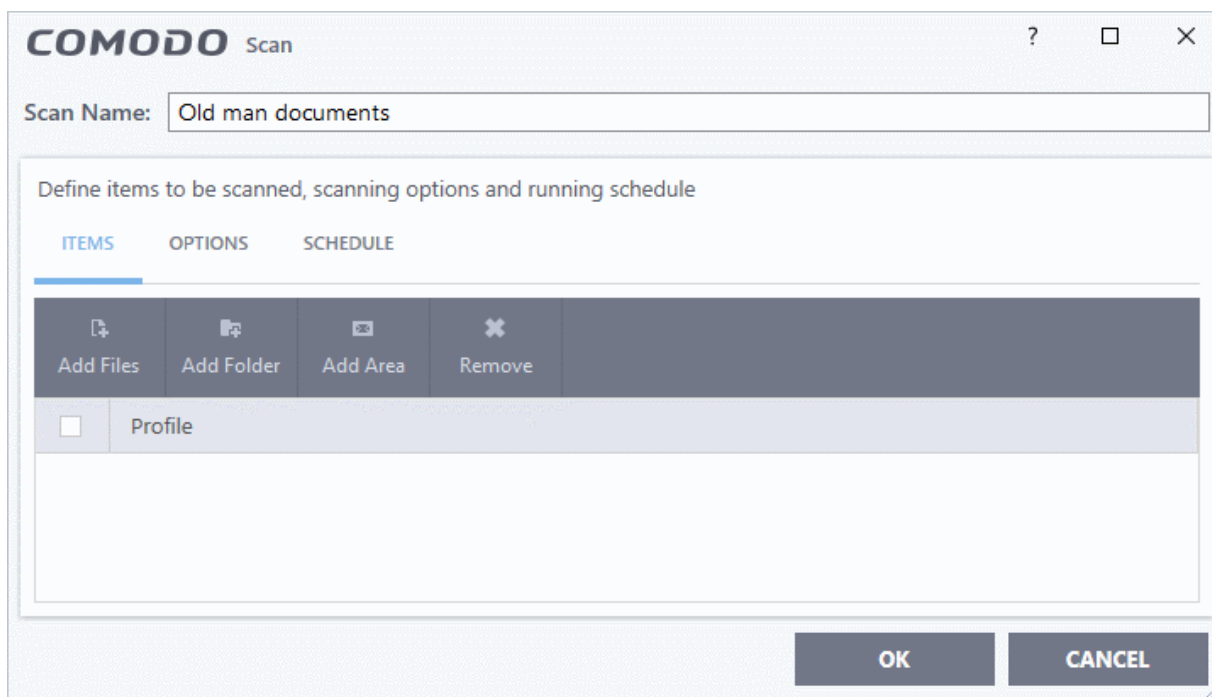 COMODO Scan ?
Scan Name: Old man documents
Define items to be scanned, scanning options and running schedule
ITEMS OPTIONS SCHEDULE
Add Files Add Folder Add Area Remove
Profile
OK CANCEL